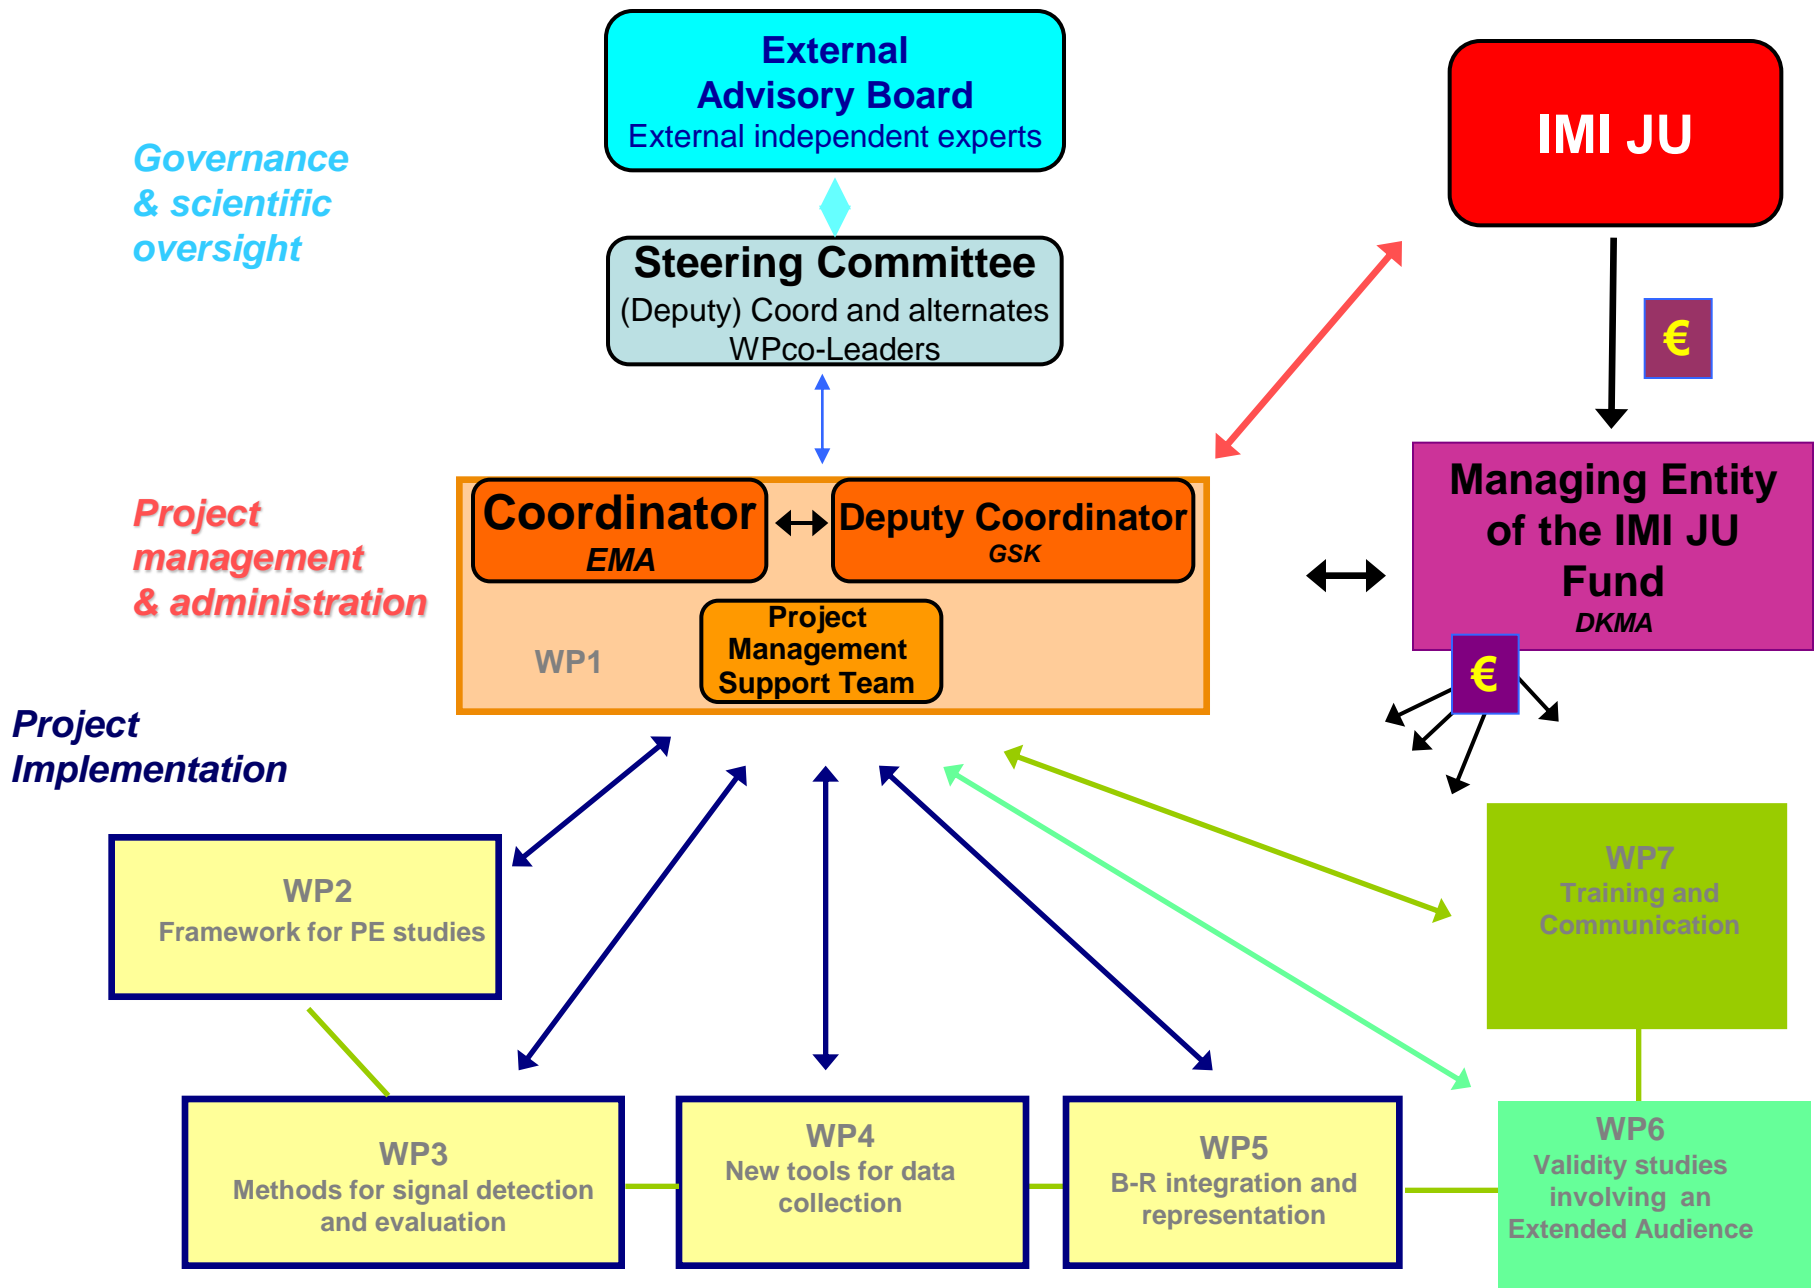 External
Advisory Board
External independent experts
IMI JU
Governance
& scientific
oversight
Steering Committee
(Deputy) Coord and alternates
WPco-Leaders
€
Project
management
& administration
Coordinator
EMA
Deputy Coordinator
GSK
Project
Management
Support Team
WP1
Managing Entity
of the IMI JU
Fund
DKMA
€
Project
Implementation
WP2
Framework for PE studies
WP7
Training and
Communication
WP3
Methods for signal detection
and evaluation
WP4
New tools for data
collection
WP5
B-R integration and
representation
WP6
Validity studies
involving an
Extended Audience